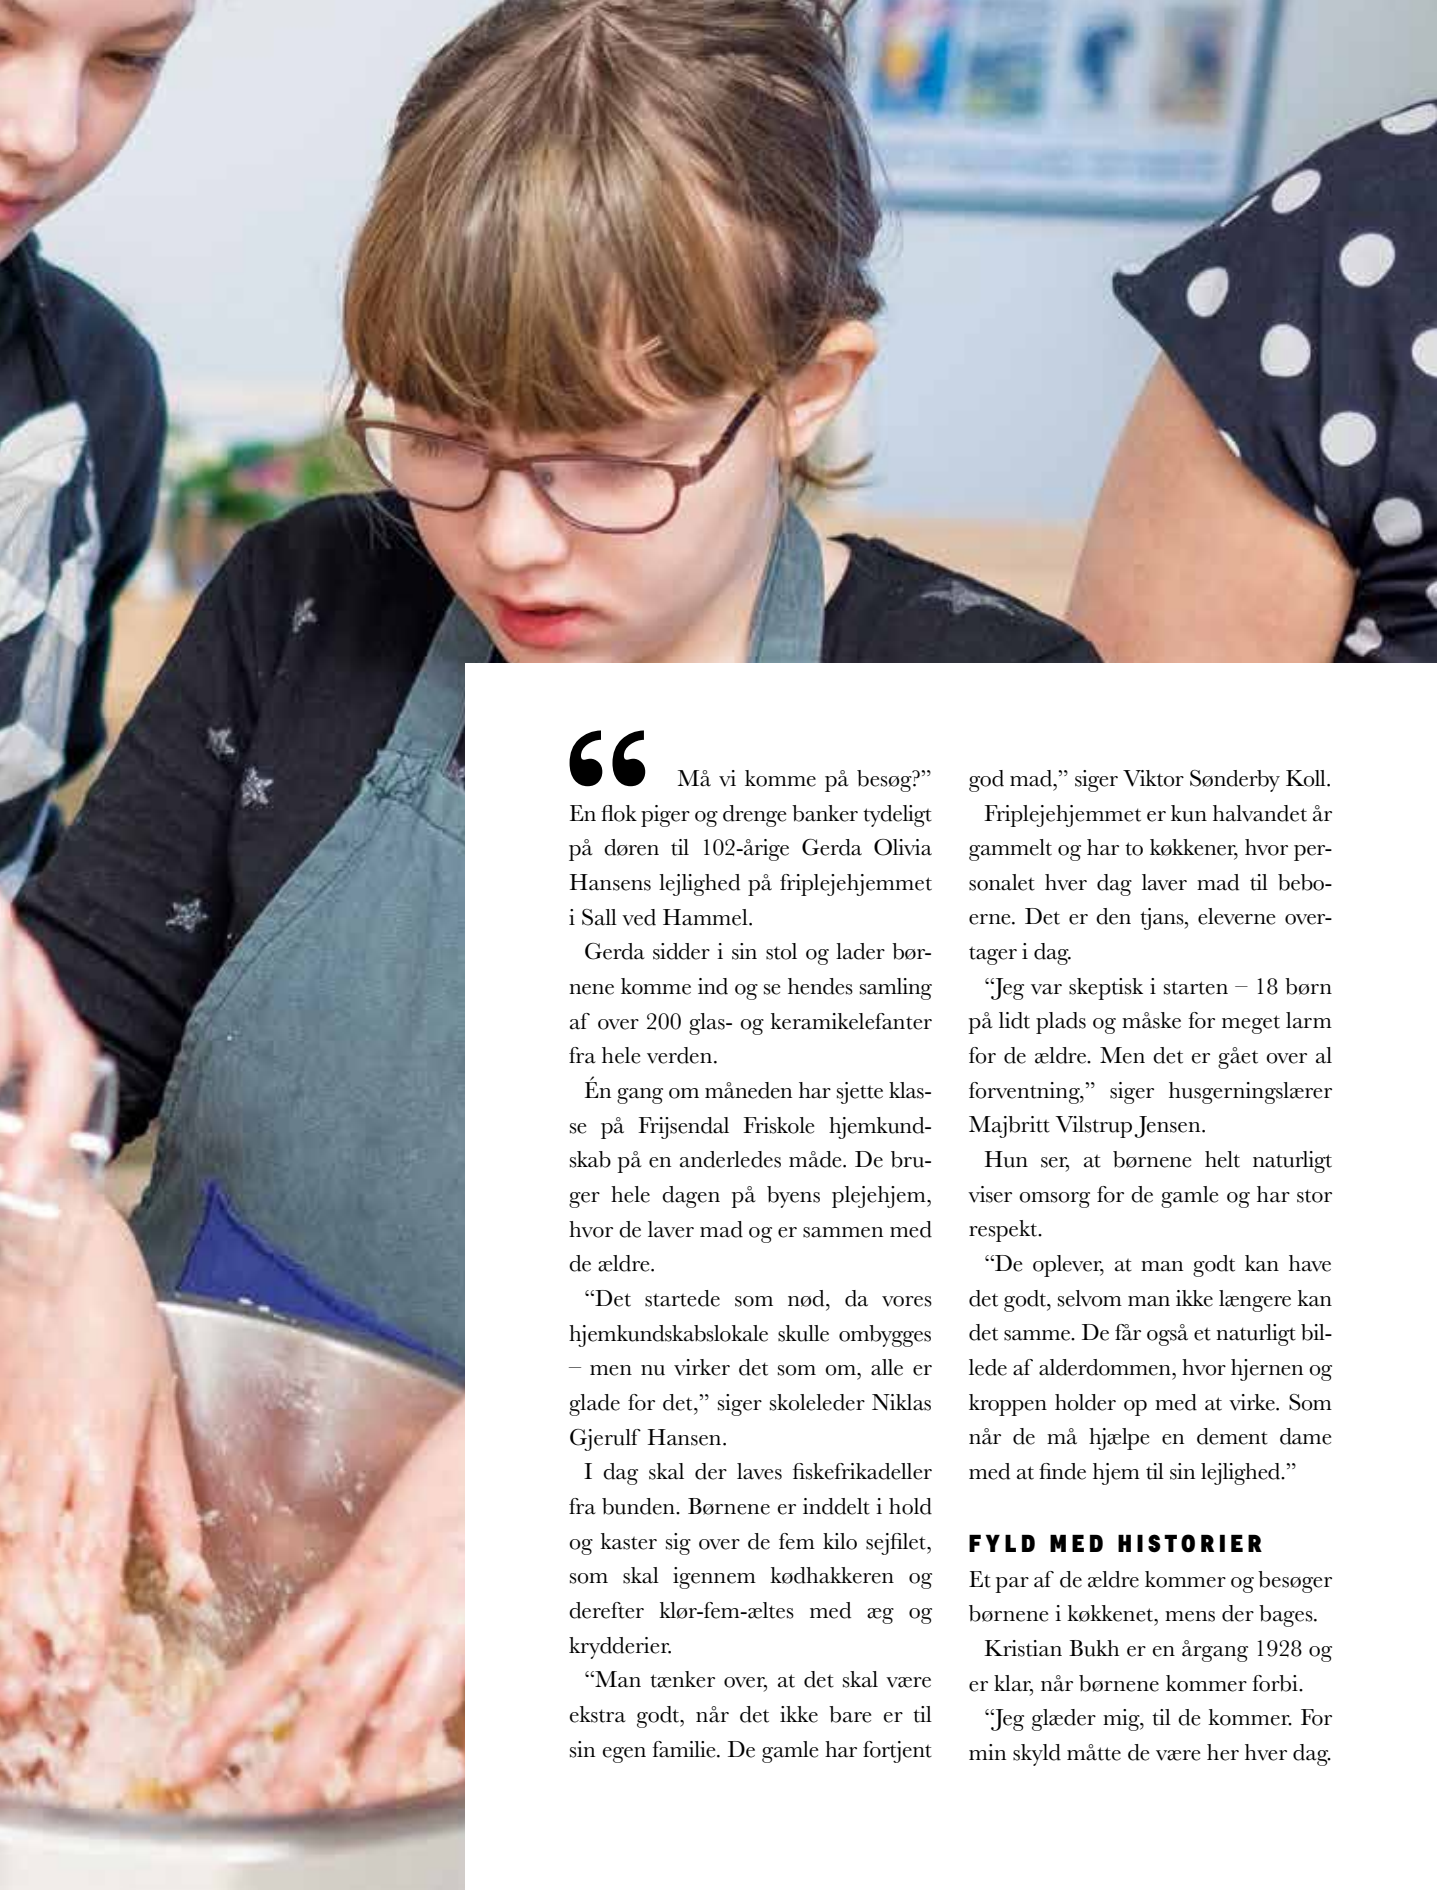 “ Må vi komme på besøg?”
En flok piger og drenge banker tydeligt
på døren til 102-årige Gerda Olivia
Hansens lejlighed på friplejehjemmet
i Sall ved Hammel.
Gerda sidder i sin stol og lader bør-
nene komme ind og se hendes samling
af over 200 glas- og keramikelefanter
fra hele verden.
Én gang om måneden har sjette klas-
se på Frijsendal Friskole hjemkund-
skab på en anderledes måde. De bru-
ger hele dagen på byens plejehjem,
hvor de laver mad og er sammen med
de ældre.
“Det startede som nød, da vores
hjemkundskabslokale skulle ombygges
– men nu virker det som om, alle er
glade for det,” siger skoleleder Niklas
Gjerulf Hansen.
I dag skal der laves fiskefrikadeller
fra bunden. Børnene er inddelt i hold
og kaster sig over de fem kilo sejfilet,
som skal igennem kødhakkeren og
derefter klør-fem-æltes med æg og
krydderier.
“Man tænker over, at det skal være
ekstra godt, når det ikke bare er til
sin egen familie. De gamle har fortjent
god mad,” siger Viktor Sønderby Koll.
Friplejehjemmet er kun halvandet år
gammelt og har to køkkener, hvor per-
sonalet hver dag laver mad til bebo-
erne. Det er den tjans, eleverne over-
tager i dag.
“Jeg var skeptisk i starten – 18 børn
på lidt plads og måske for meget larm
for de ældre. Men det er gået over al
forventning,” siger husgerningslærer
Majbritt Vilstrup Jensen.
Hun ser, at børnene helt naturligt
viser omsorg for de gamle og har stor
respekt.
“De oplever, at man godt kan have
det godt, selvom man ikke længere kan
det samme. De får også et naturligt bil-
lede af alderdommen, hvor hjernen og
kroppen holder op med at virke. Som
når de må hjælpe en dement dame
med at finde hjem til sin lejlighed.”
FYLD MED HISTORIER
Et par af de ældre kommer og besøger
børnene i køkkenet, mens der bages.
Kristian Bukh er en årgang 1928 og
er klar, når børnene kommer forbi.
“Jeg glæder mig, til de kommer. For
min skyld måtte de være her hver dag.